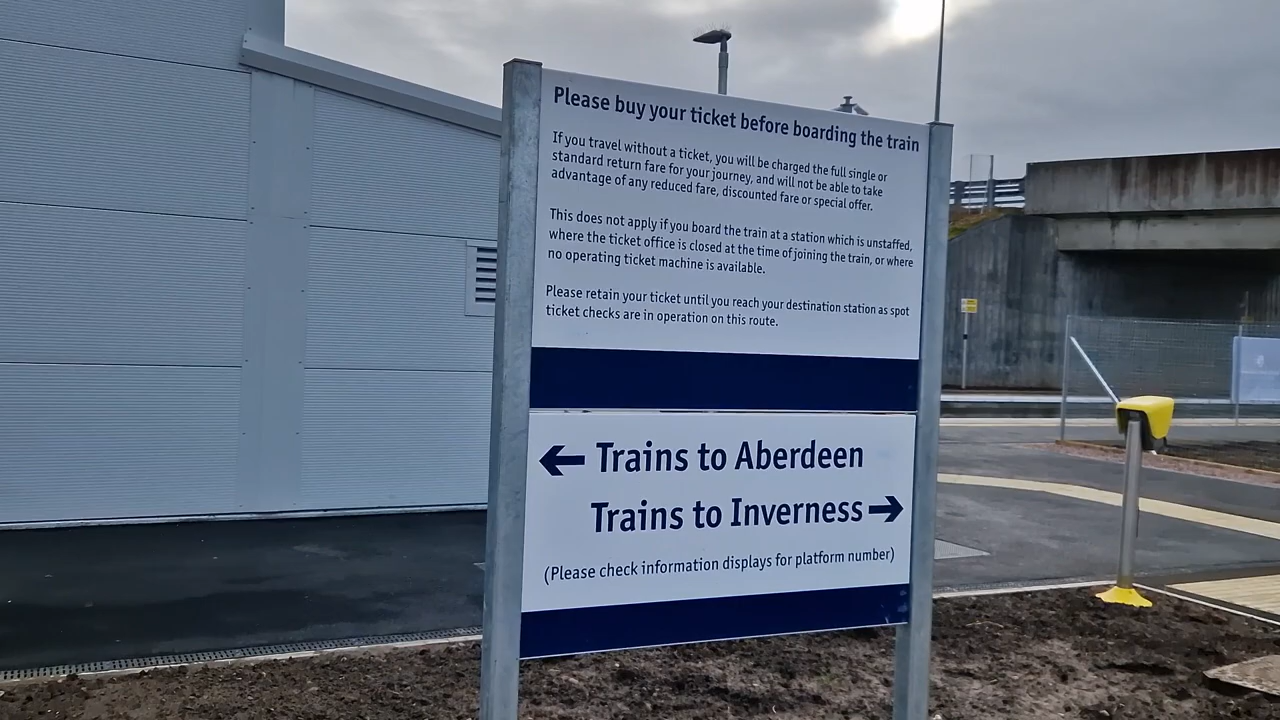 Please buy your ticket before boarding the train
If you travel without a ticket, you will be charged the full single or
standard return fare for your journey, and will not be able to take
advantage of any reduced fare, discounted fare or special offer.
This does not apply if you board the train at a station which is unstaffed,
where the ticket office is closed at the time of joining the train, or where
no operating ticket machine is available.
Please retain your ticket until you reach your destination station as spot
ticket checks are in operation on this route.
← Trains to Aberdeen
Trains to Inverness →
(Please check information displays for platform number)